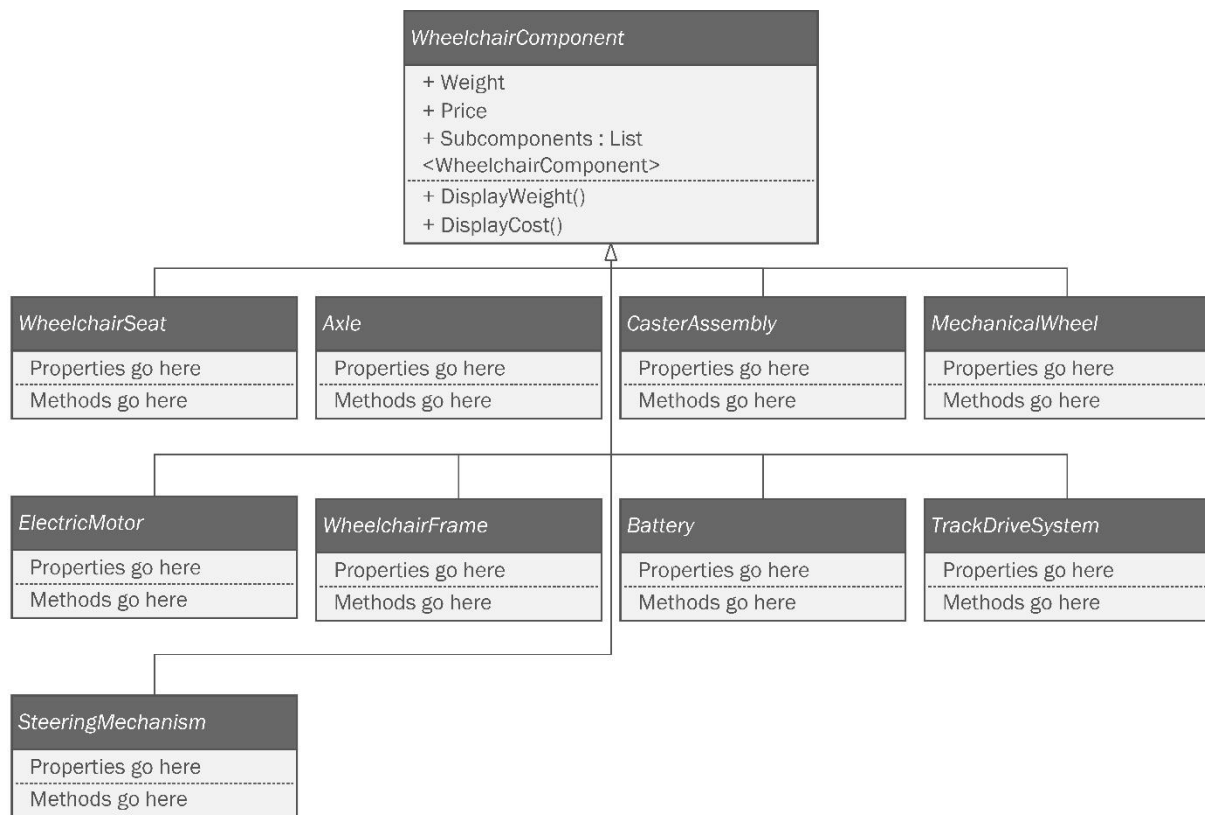 WheelchairComponent
+ Weight
+ Price
+ Subcomponents : List
<WheelchairComponent>
+ DisplayWeight()
+ DisplayCost()
WheelchairSeat
Properties go here
Methods go here
Axle
Properties go here
Methods go here
CasterAssembly
Properties go here
Methods go here
MechanicalWheel
Properties go here
Methods go here
ElectricMotor
Properties go here
Methods go here
WheelchairFrame
Properties go here
Methods go here
Battery
Properties go here
Methods go here
TrackDriveSystem
Properties go here
Methods go here
SteeringMechanism
Properties go here
Methods go here